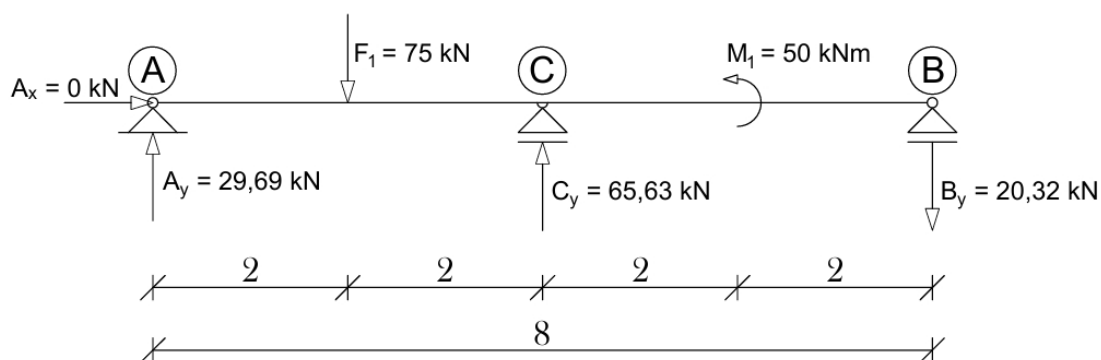 A
F₁ = 75 kN
C
M₁ = 50 kNm
B
Aₓ = 0 kN
Aᵧ = 29,69 kN
Cᵧ = 65,63 kN
Bᵧ = 20,32 kN
2 2 2 2
8